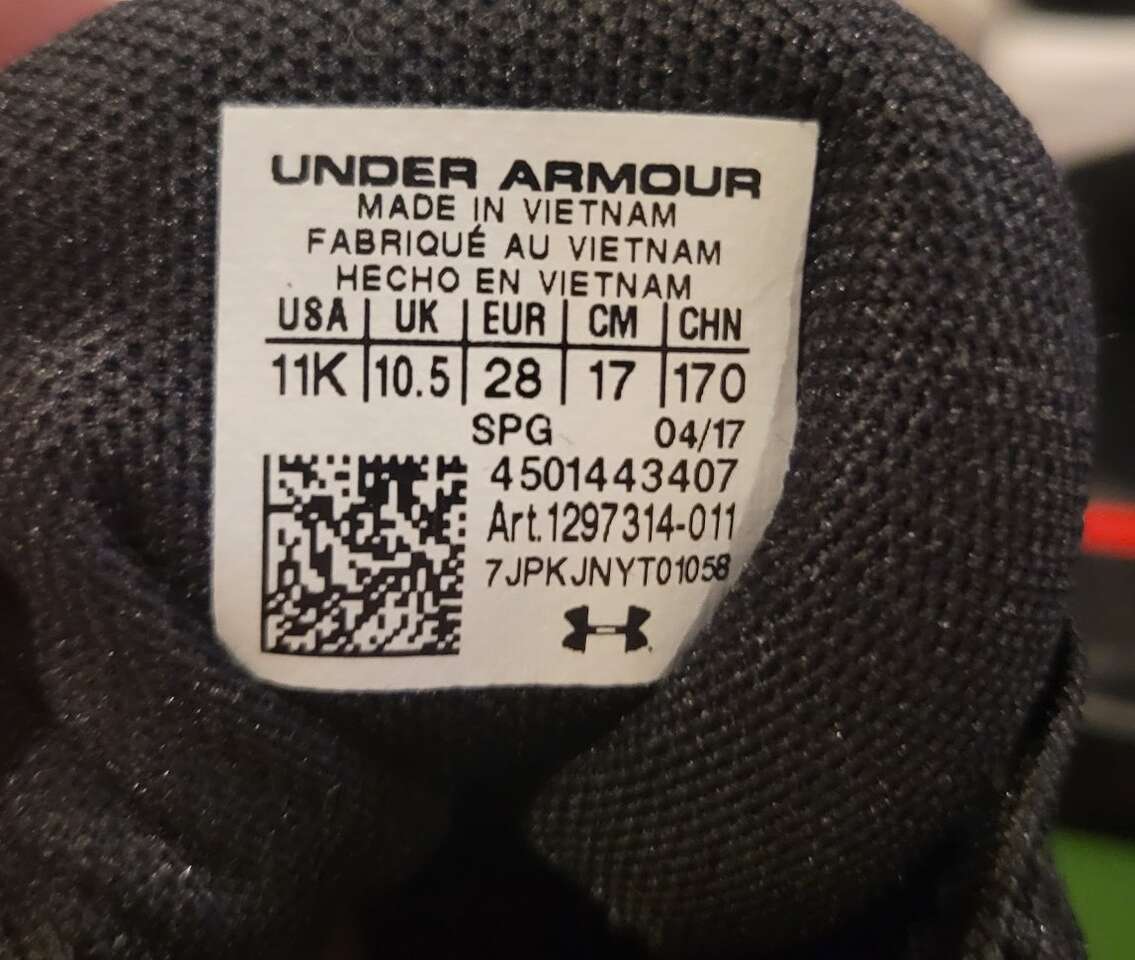 UNDER ARMOUR
MADE IN VIETNAM
FABRIQUÉ AU VIETNAM
HECHO EN VIETNAM
USA | UK | EUR | CM | CHN
11K | 10.5 | 28 | 17 | 170
SPG 04/17
4501443407
Art.1297314-011
7JPKJNYT01058